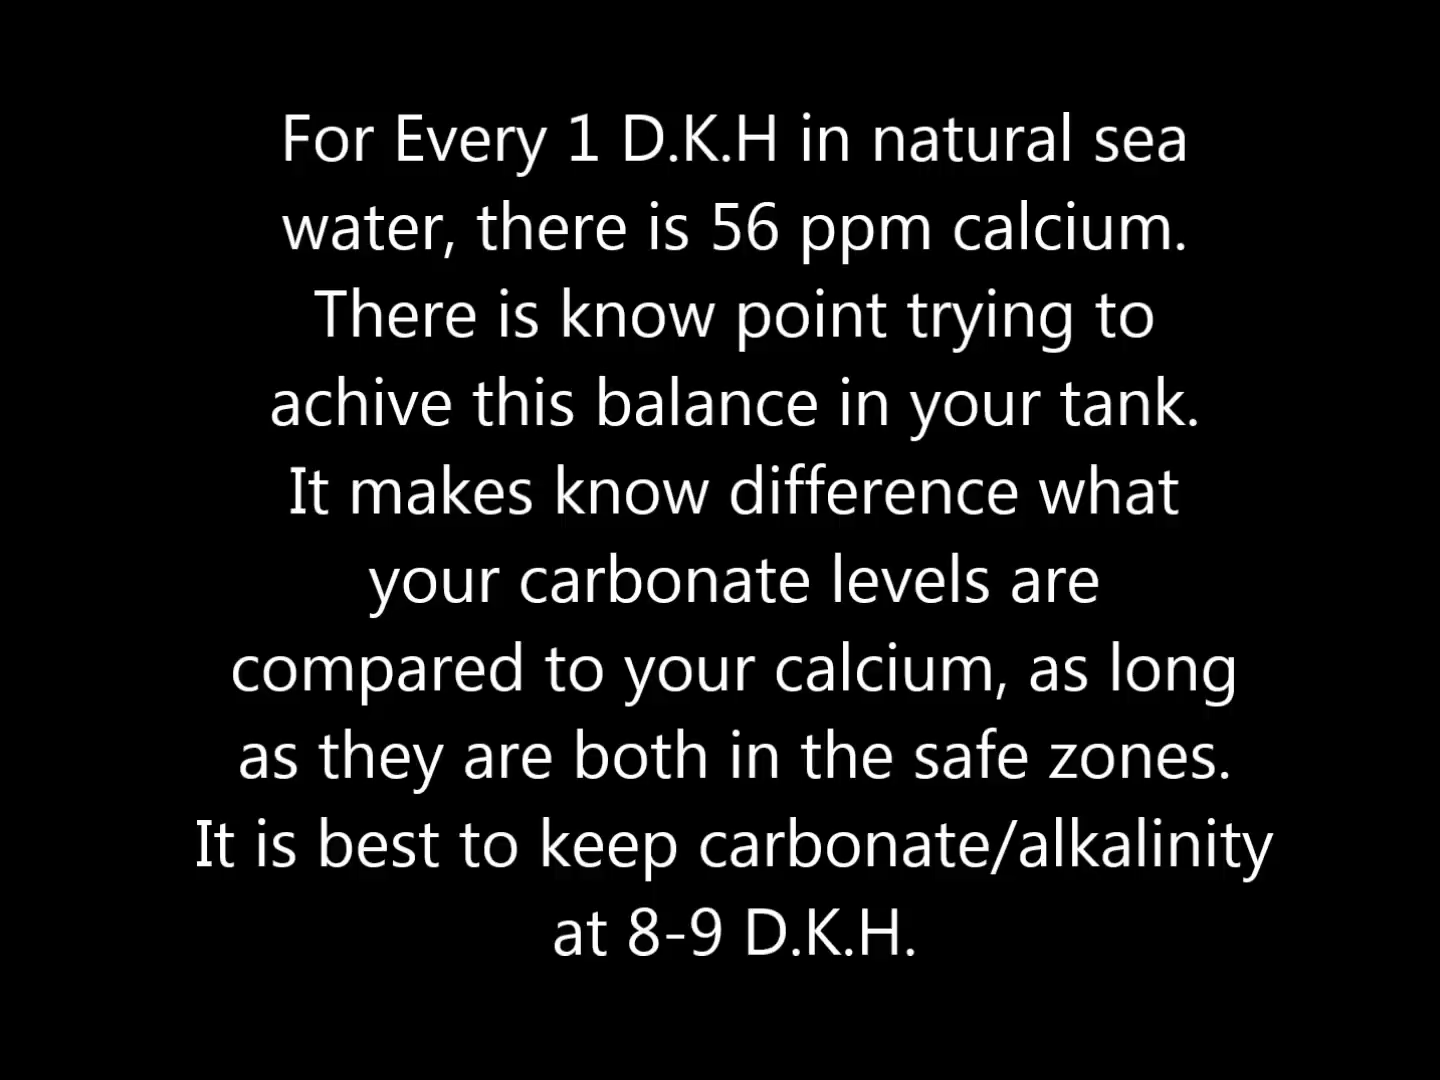 For Every 1 D.K.H in natural sea
water, there is 56 ppm calcium.
There is know point trying to
achive this balance in your tank.
It makes know difference what
your carbonate levels are
compared to your calcium, as long
as they are both in the safe zones.
It is best to keep carbonate/alkalinity
at 8-9 D.K.H.